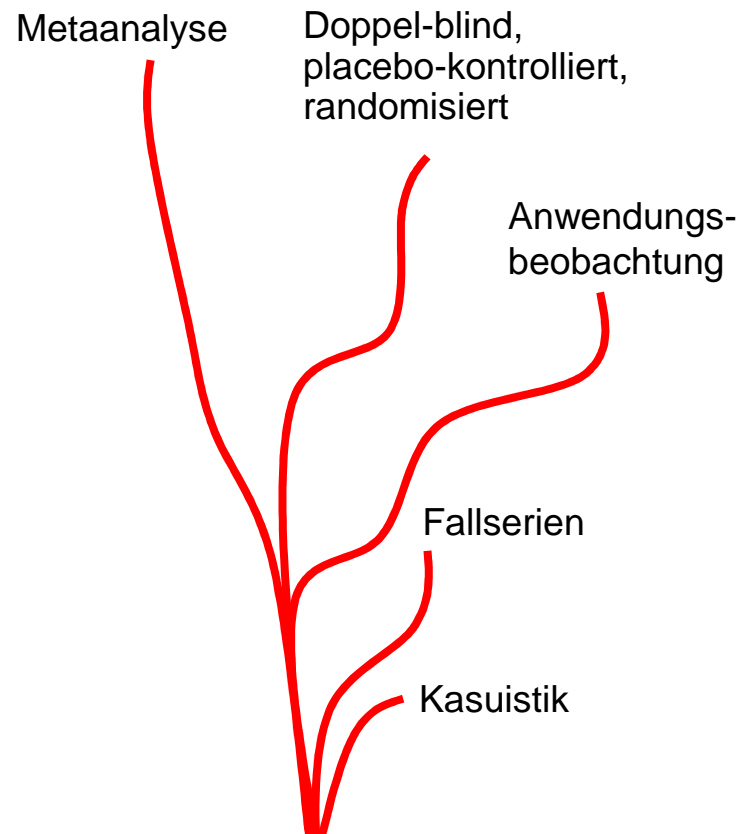 Metaanalyse
Doppel-blind,
placebo-kontrolliert,
randomisiert
Anwendungs-
beobachtung
Fallserien
Kasuistik